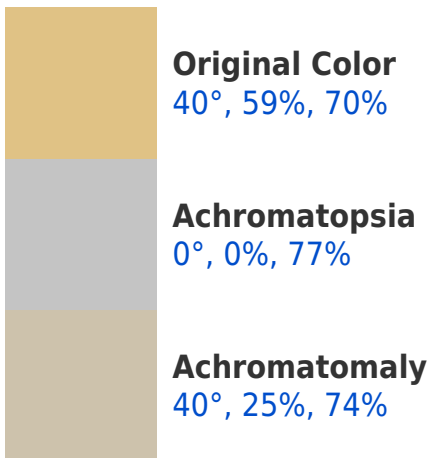 Original Color
40°, 59%, 70%
Achromatopsia
0°, 0%, 77%
Achromatomaly
40°, 25%, 74%